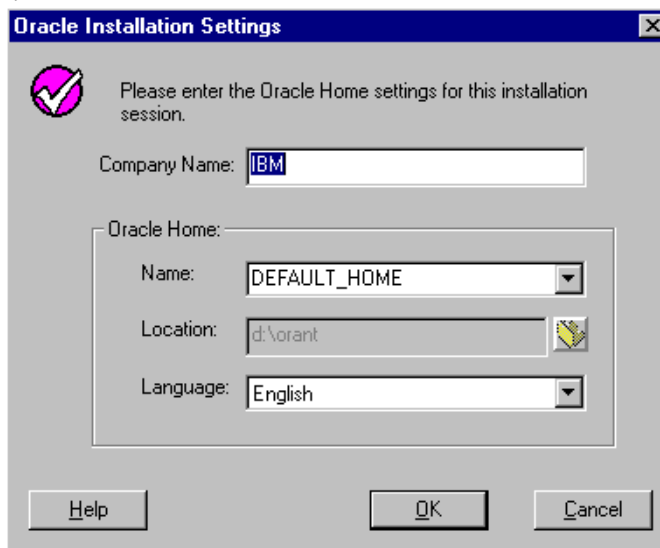 Oracle Installation Settings
Please enter the Oracle Home settings for this installation
session.
Company Name: IBM
Oracle Home:
Name: DEFAULT_HOME
Location: d:\orant
Language: English
Help OK Cancel